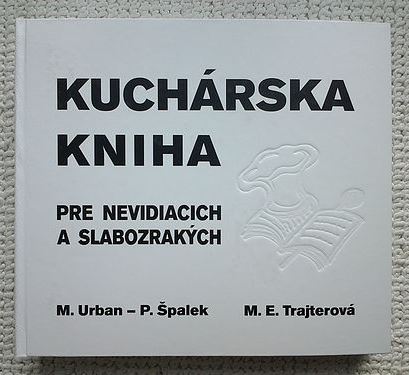 KUCHÁRSKA
KNIHA
PRE NEVIDIACICH
A SLABOZRAKÝCH
M. Urban – P. Špalek M. E. Trajterová